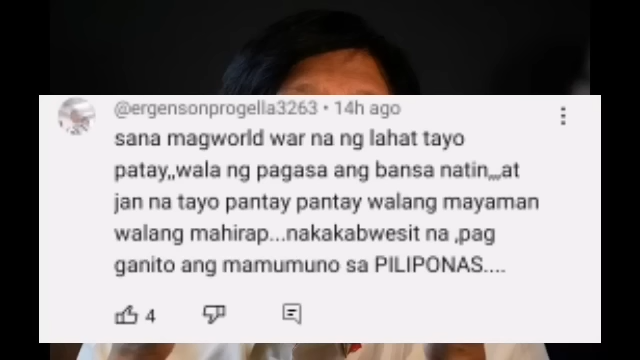 @ergensonprogella3263 • 14h ago
sana magworld war na ng lahat tayo
patay,,wala ng pagasa ang bansa natin,,,at
jan na tayo pantay pantay walang mayaman
walang mahirap...nakakabwesit na ,pag
ganito ang mamumuno sa PILIPONAS....
4